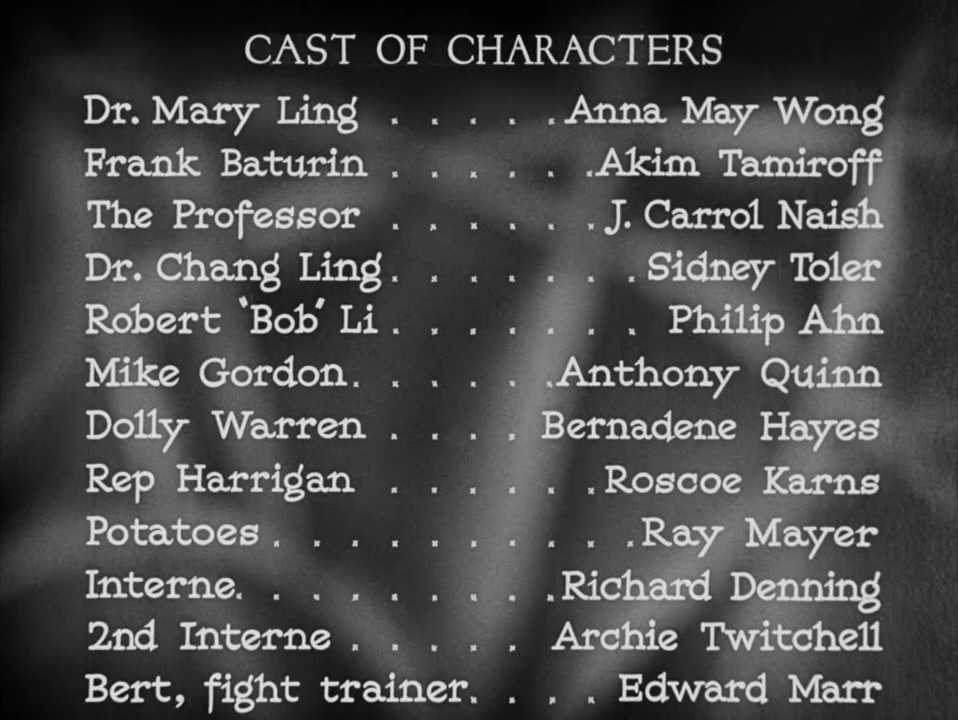 CAST OF CHARACTERS
Dr. Mary Ling . . . . . Anna May Wong
Frank Baturin . . . . . . Akim Tamiroff
The Professor . . . . . . J. Carrol Naish
Dr. Chang Ling . . . . . . . Sidney Toler
Robert "Bob" Li . . . . . . . Philip Ahn
Mike Gordon . . . . . . Anthony Quinn
Dolly Warren . . . . Bernadene Hayes
Rep Harrigan . . . . . . Roscoe Karns
Potatoes . . . . . . . . . . Ray Mayer
Interne . . . . . . . . . Richard Denning
2nd Interne . . . . . Archie Twitchell
Bert, fight trainer . . . . Edward Marr